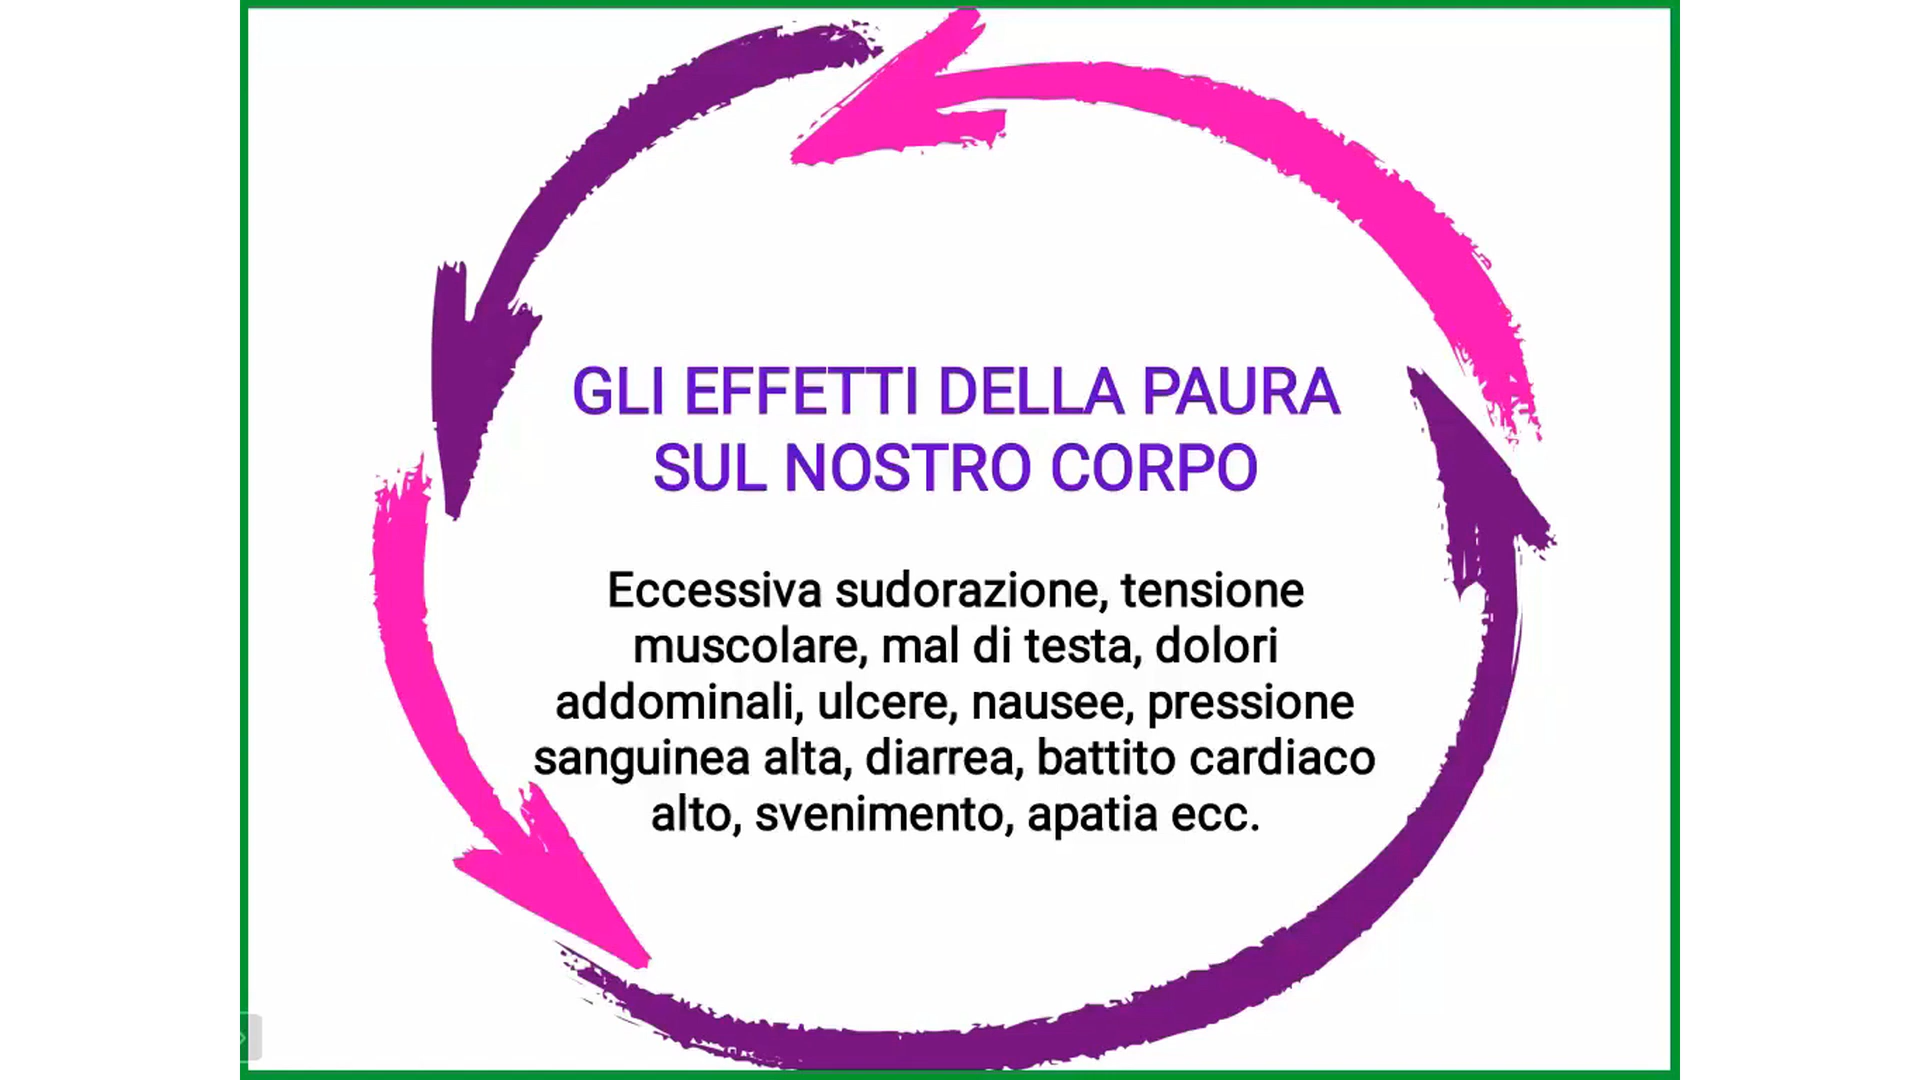 GLI EFFETTI DELLA PAURA
SUL NOSTRO CORPO
Eccessiva sudorazione, tensione
muscolare, mal di testa, dolori
addominali, ulcere, nausee, pressione
sanguinea alta, diarrea, battito cardiaco
alto, svenimento, apatia ecc.